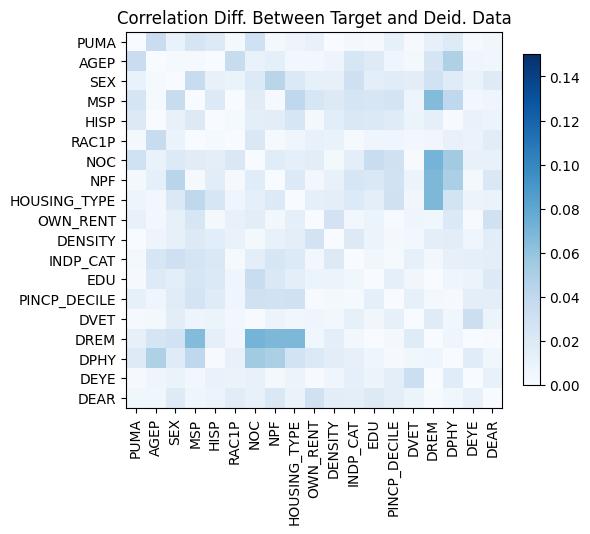 Correlation Diff. Between Target and Deid. Data
PUMA
AGEP
SEX
MSP
HISP
RAC1P
NOC
NPF
HOUSING_TYPE
OWN_RENT
DENSITY
INDP_CAT
EDU
PINCP_DECILE
DVET
DREM
DPHY
DEYE
DEAR
PUMA
AGEP
SEX
MSP
HISP
RAC1P
NOC
NPF
HOUSING_TYPE
OWN_RENT
DENSITY
INDP_CAT
EDU
PINCP_DECILE
DVET
DREM
DPHY
DEYE
DEAR
0.14
0.12
0.10
0.08
0.06
0.04
0.02
0.00